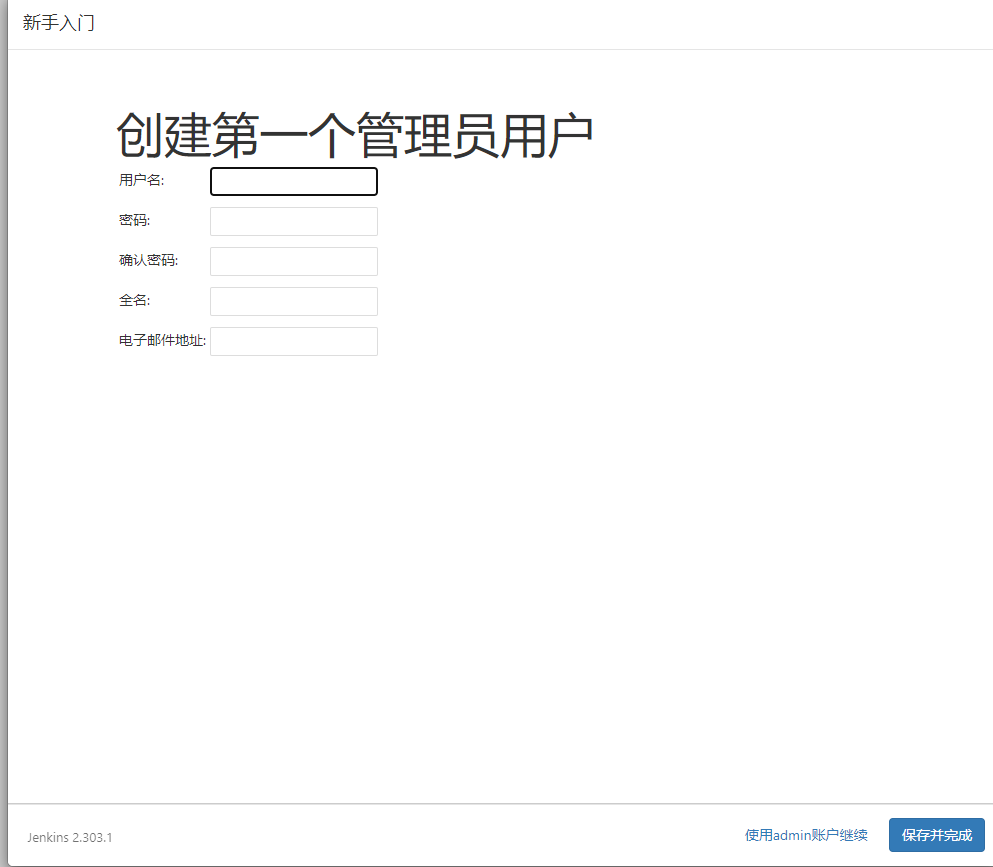 新手入门
创建第一个管理员用户
用户名:
密码:
确认密码:
全名:
电子邮件地址:
Jenkins 2.303.1
使用admin账户继续
保存并完成